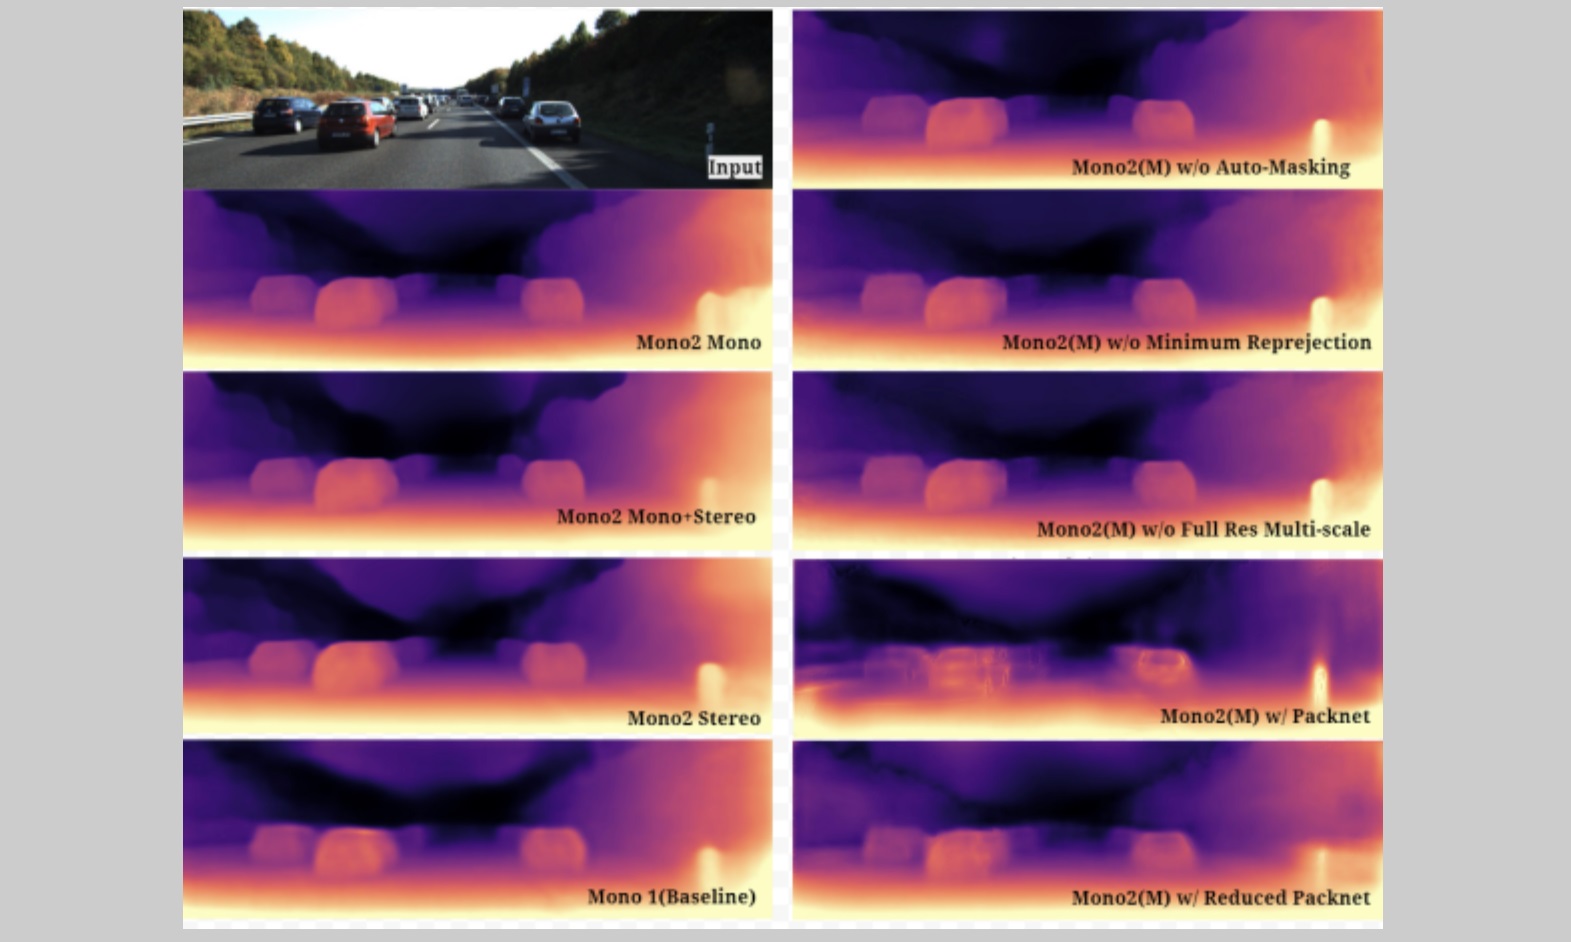 Input
Mono2 Mono
Mono2 Mono+Stereo
Mono2 Stereo
Mono 1(Baseline)
Mono2(M) w/o Auto-Masking
Mono2(M) w/o Minimum Reprejection
Mono2(M) w/o Full Res Multi-scale
Mono2(M) w/ Packnet
Mono2(M) w/ Reduced Packnet